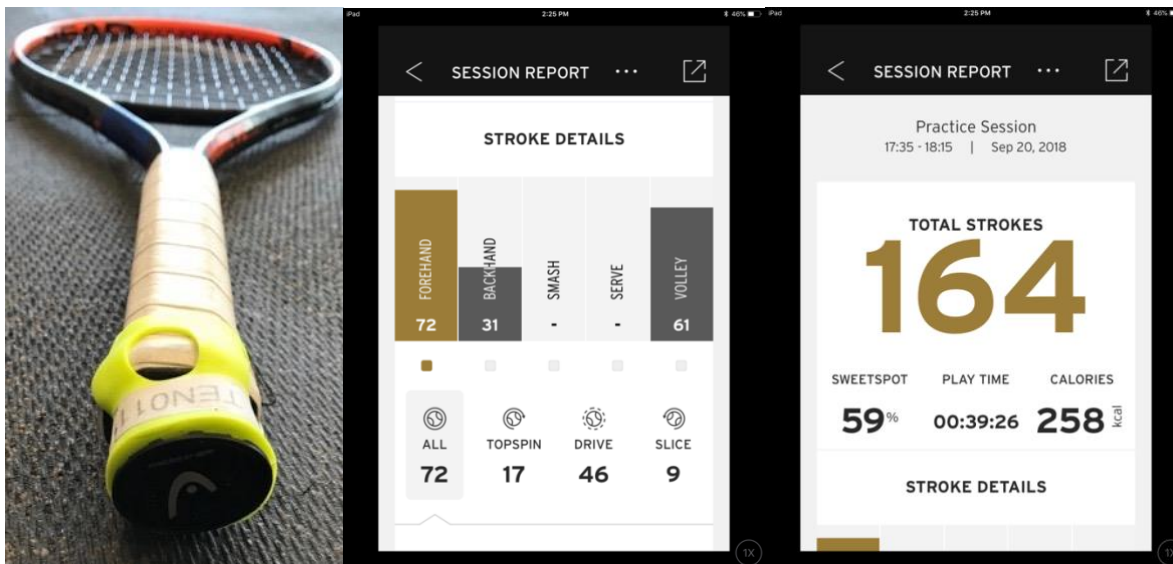 iPad
2:25 PM
46%
SESSION REPORT ...
STROKE DETAILS
FOREHAND
BACKHAND
SMASH
SERVE
VOLLEY
72 31 - - 61
ALL TOPSPIN DRIVE SLICE
72 17 46 9
1X
iPad
2:25 PM
46%
SESSION REPORT ...
Practice Session
17:35 - 18:15 | Sep 20, 2018
TOTAL STROKES
164
SWEETSPOT PLAY TIME CALORIES
59% 00:39:26 258 kcal
STROKE DETAILS